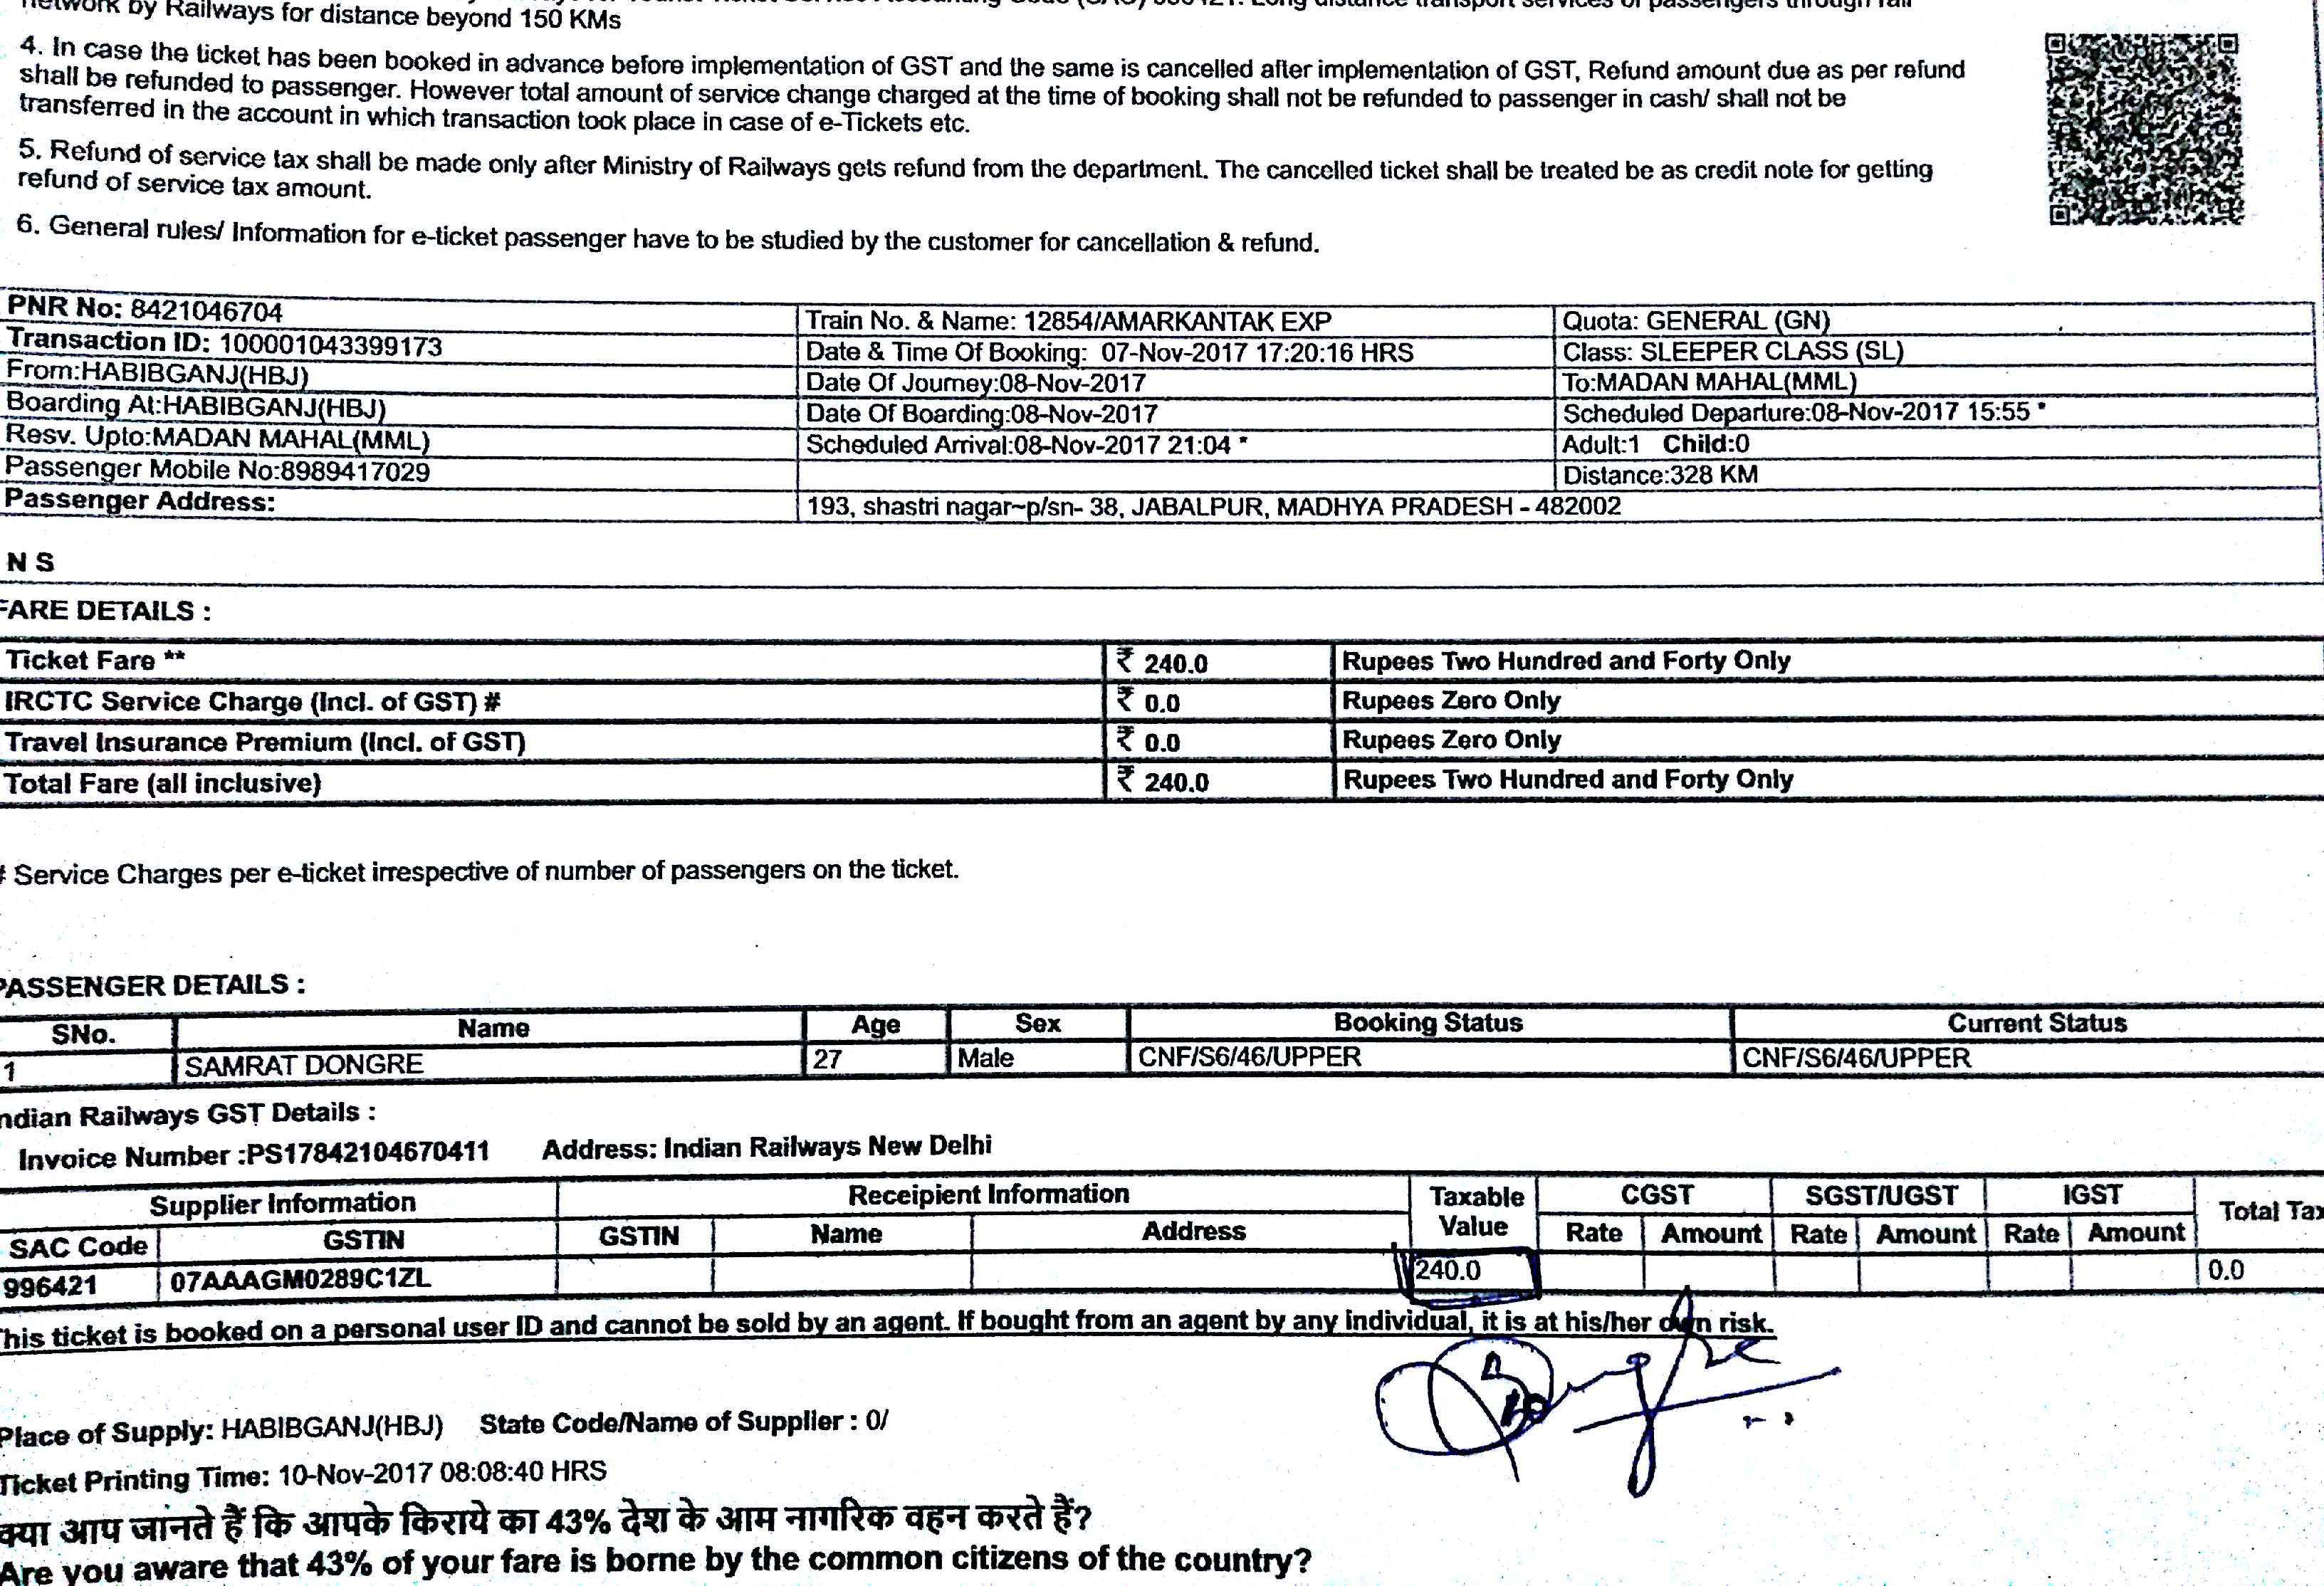 network by Railways for distance beyond 150 KMs
4. In case the ticket has been booked in advance before implementation of GST and the same is cancelled after implementation of GST, Refund amount due as per refund
shall be refunded to passenger. However total amount of service change charged at the time of booking shall not be refunded to passenger in cash/ shall not be
transferred in the account in which transaction took place in case of e-Tickets etc.
5. Refund of service tax shall be made only after Ministry of Railways gets refund from the department. The cancelled ticket shall be treated be as credit note for getting
refund of service tax amount.
6. General rules/ Information for e-ticket passenger have to be studied by the customer for cancellation & refund.
PNR No: 8421046704 Train No. & Name: 12854/AMARKANTAK EXP Quota: GENERAL (GN)
Transaction ID: 100001043399173 Date & Time Of Booking: 07-Nov-2017 17:20:16 HRS Class: SLEEPER CLASS (SL)
From:HABIBGANJ(HBJ) Date Of Journey:08-Nov-2017 To:MADAN MAHAL(MML)
Boarding At:HABIBGANJ(HBJ) Date Of Boarding:08-Nov-2017 Scheduled Departure:08-Nov-2017 15:55 *
Resv. Upto:MADAN MAHAL(MML) Scheduled Arrival:08-Nov-2017 21:04 * Adult:1 Child:0
Passenger Mobile No:8989417029 Distance:328 KM
Passenger Address: 193, shastri nagar~p/sn- 38, JABALPUR, MADHYA PRADESH - 482002
N S
FARE DETAILS :
Ticket Fare ** ₹ 240.0 Rupees Two Hundred and Forty Only
IRCTC Service Charge (Incl. of GST) # ₹ 0.0 Rupees Zero Only
Travel Insurance Premium (Incl. of GST) ₹ 0.0 Rupees Zero Only
Total Fare (all inclusive) ₹ 240.0 Rupees Two Hundred and Forty Only
# Service Charges per e-ticket irrespective of number of passengers on the ticket.
PASSENGER DETAILS :
SNo. Name Age Sex Booking Status Current Status
1 SAMRAT DONGRE 27 Male CNF/S6/46/UPPER CNF/S6/46/UPPER
Indian Railways GST Details :
Invoice Number :PS17842104670411 Address: Indian Railways New Delhi
Supplier Information Receipient Information Taxable Value CGST SGST/UGST IGST Total Tax
SAC Code GSTIN GSTIN Name Address Rate Amount Rate Amount Rate Amount
996421 07AAAGM0289C1ZL 240.0 0.0
This ticket is booked on a personal user ID and cannot be sold by an agent. If bought from an agent by any individual, it is at his/her own risk.
Place of Supply: HABIBGANJ(HBJ) State Code/Name of Supplier : 0/
Ticket Printing Time: 10-Nov-2017 08:08:40 HRS
क्या आप जांनते हैं कि आपके किराये का 43% देश के आम नागरिक वहन करते हैं?
Are you aware that 43% of your fare is borne by the common citizens of the country?